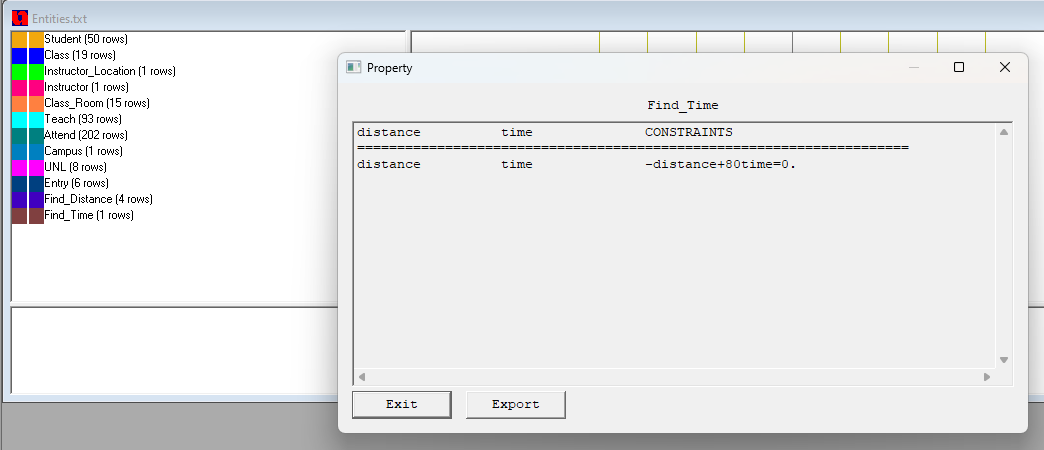 Entities.txt
Student (50 rows)
Class (19 rows)
Instructor_Location (1 rows)
Instructor (1 rows)
Class_Room (15 rows)
Teach (93 rows)
Attend (202 rows)
Campus (1 rows)
UNL (8 rows)
Entry (6 rows)
Find_Distance (4 rows)
Find_Time (1 rows)
Property
Find_Time
distance time CONSTRAINTS
=====================================================================
distance time -distance+80time=0.
Exit Export